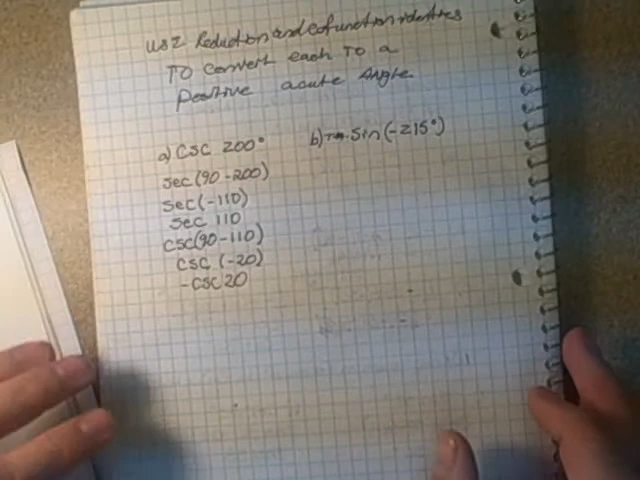 Use Reduction and cofunction identities
TO convert each To a
Positive acute Angle
a) CSC 200°
b) Sin(-215°)
sec(90-200)
sec(-110)
sec 110
csc(90-110)
csc (-20)
-csc 20